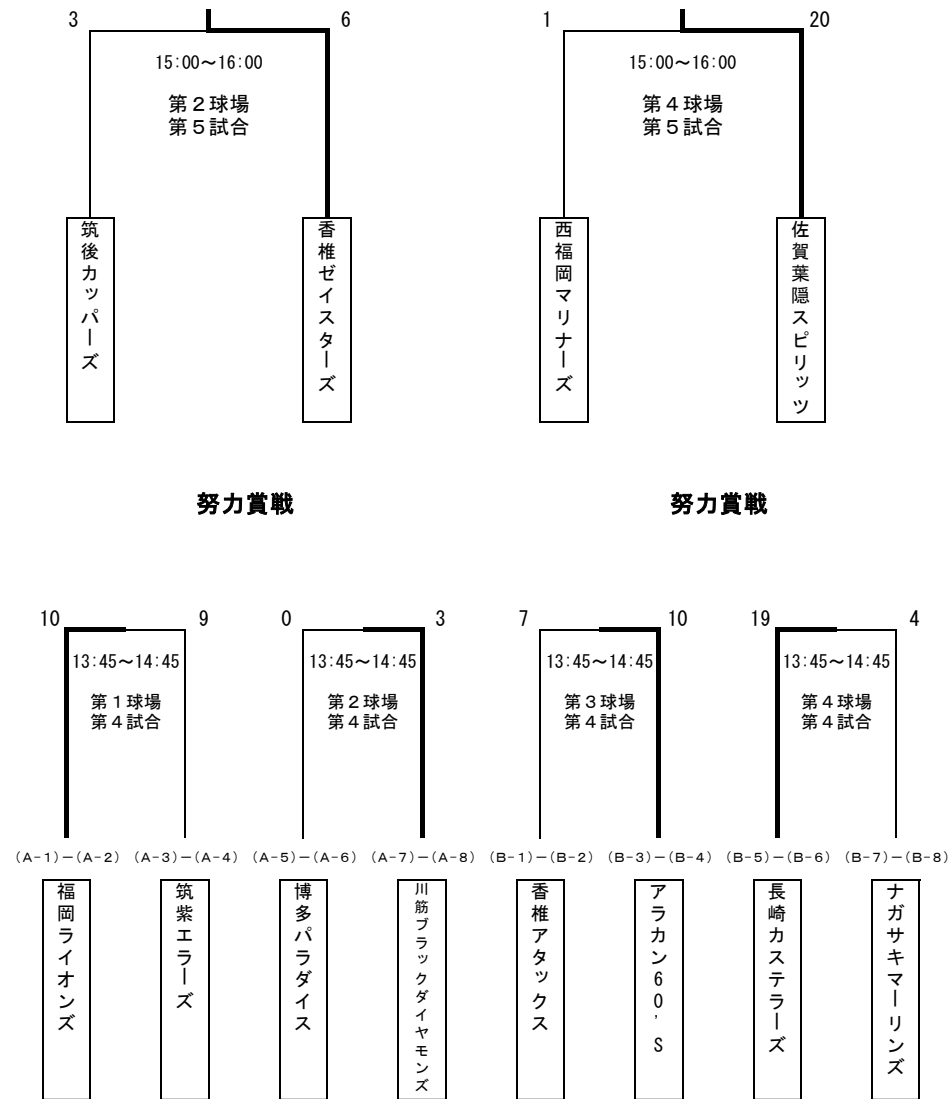 3
6
1
20
15:00～16:00
15:00～16:00
第２球場
第５試合
第４球場
第５試合
筑後カッパーズ
香椎ゼイスターズ
西福岡マリナーズ
佐賀葉隠スピリッツ
努力賞戦
努力賞戦
10
9
0
3
7
10
19
4
13:45～14:45
13:45～14:45
13:45～14:45
13:45～14:45
第１球場
第４試合
第２球場
第４試合
第３球場
第４試合
第４球場
第４試合
(A-1)－(A-2)
(A-3)－(A-4)
(A-5)－(A-6)
(A-7)－(A-8)
(B-1)－(B-2)
(B-3)－(B-4)
(B-5)－(B-6)
(B-7)－(B-8)
福岡ライオンズ
筑紫エラーズ
博多パラダイス
川筋ブラックダイヤモンズ
香椎アタックス
アラカン６０’Ｓ
長崎カステラーズ
ナガサキマーリンズ